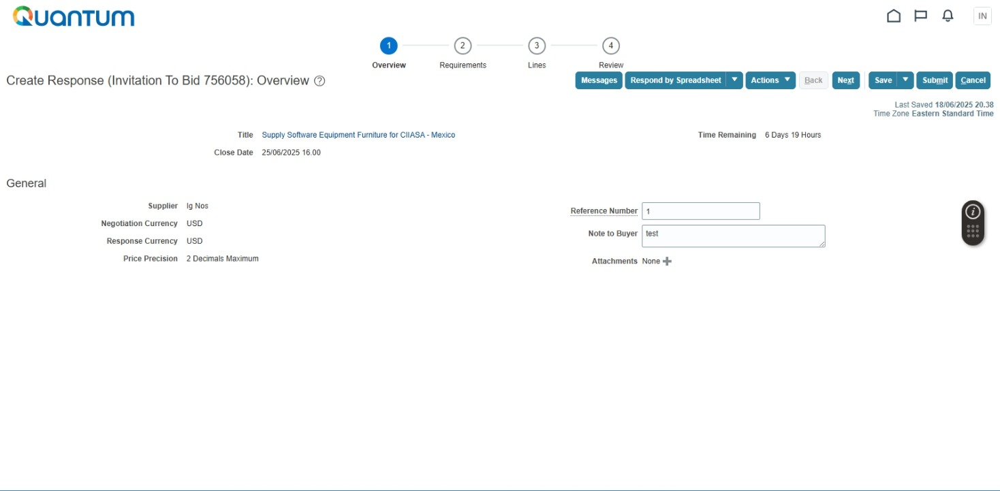 QUANTUM
IN
1 2 3 4
Overview Requirements Lines Review
Create Response (Invitation To Bid 756058): Overview ?
Messages Respond by Spreadsheet Actions Back Next Save Submit Cancel
Last Saved 18/06/2025 20.38
Time Zone Eastern Standard Time
Title Supply Software Equipment Furniture for CIIASA - Mexico Time Remaining 6 Days 19 Hours
Close Date 25/06/2025 16.00
General
Supplier Ig Nos Reference Number 1
Negotiation Currency USD
Note to Buyer test
Response Currency USD
Price Precision 2 Decimals Maximum Attachments None
i